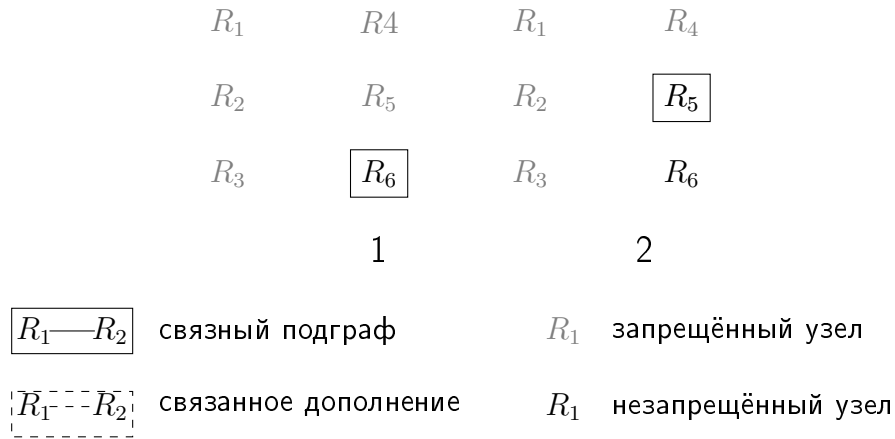 R₁ R4 R₁ R₄
R₂ R₅ R₂ R₅
R₃ R₆ R₃ R₆
1 2
R₁ R₂ связный подграф R₁ запрещённый узел
R₁ R₂ связанное дополнение R₁ незапрещённый узел